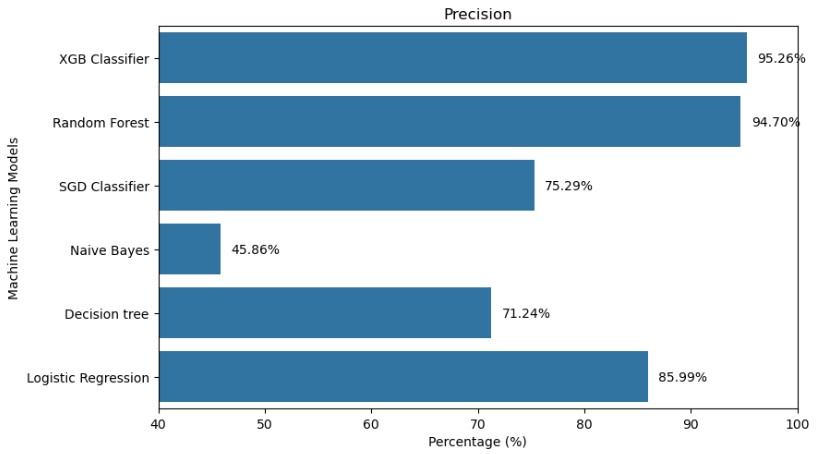 Precision
XGB Classifier
95.26%
Random Forest
94.70%
SGD Classifier
75.29%
Naive Bayes
45.86%
Decision tree
71.24%
Logistic Regression
85.99%
Machine Learning Models
40 50 60 70 80 90 100
Percentage (%)